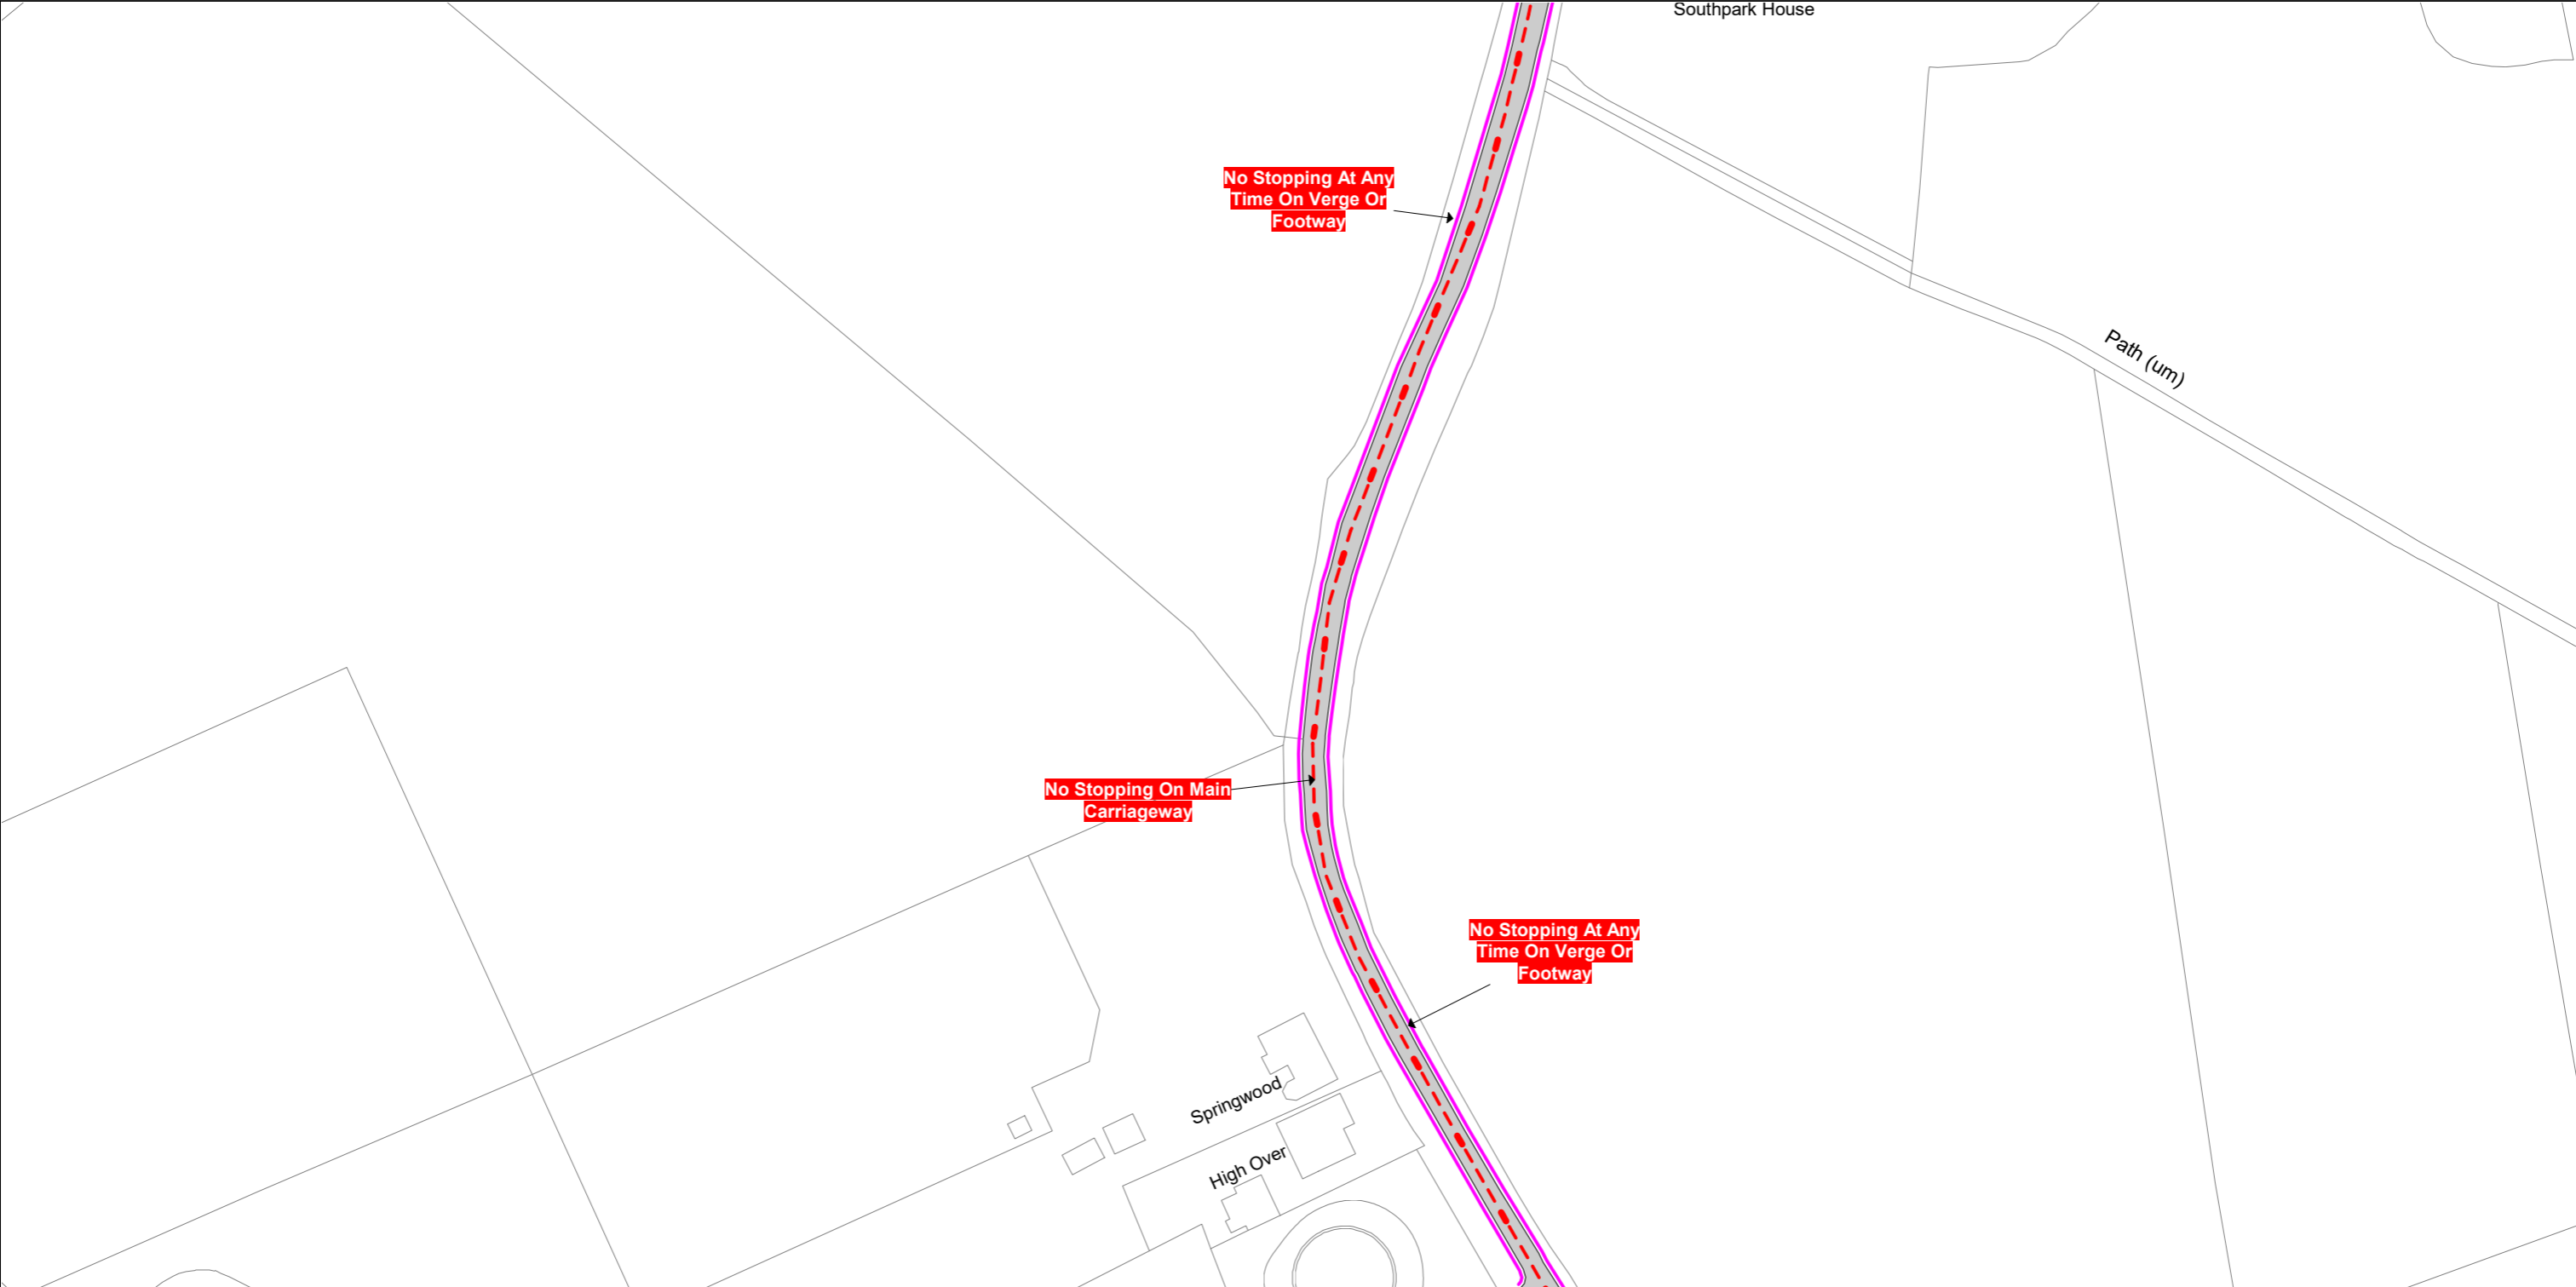 Southpark House
No Stopping At Any
Time On Verge Or
Footway
Path (um)
No Stopping On Main
Carriageway
No Stopping At Any
Time On Verge Or
Footway
Springwood
High Over